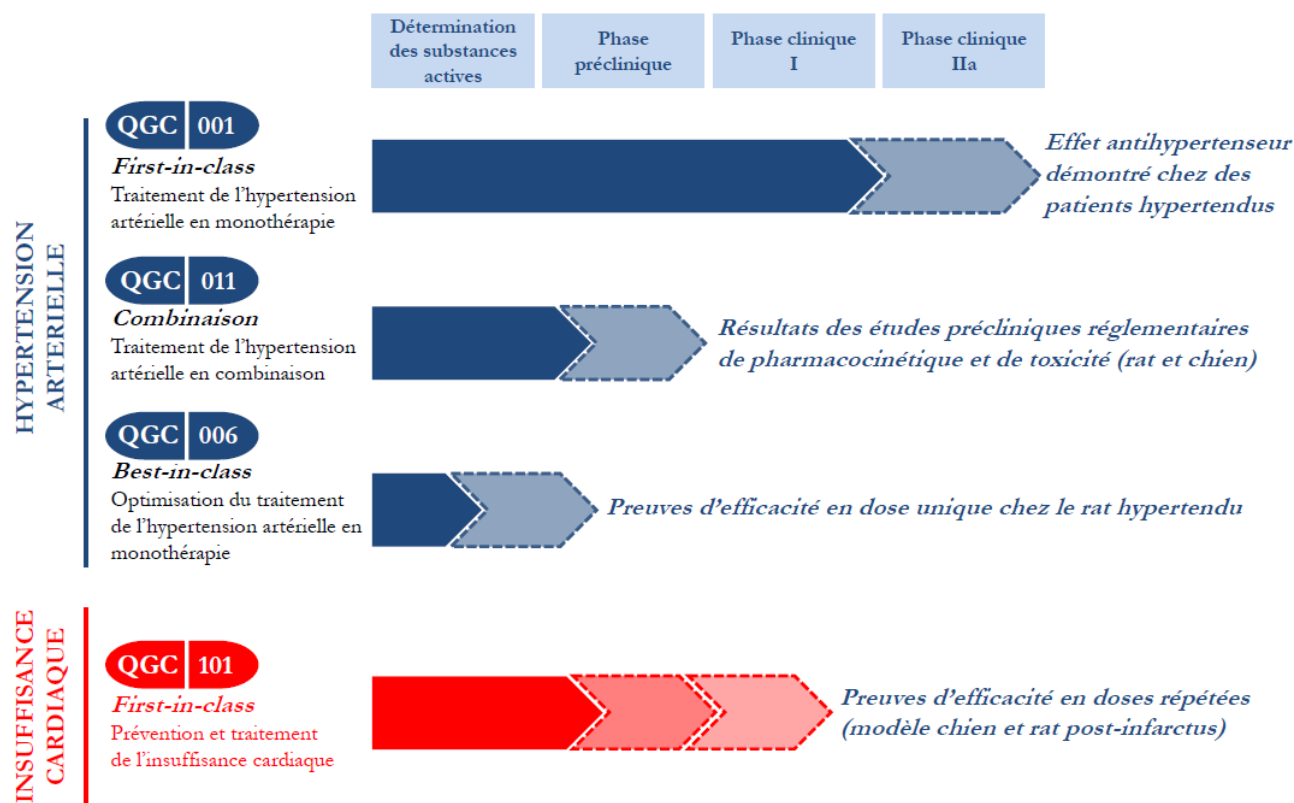 Détermination
des substances
actives
Phase
préclinique
Phase clinique
I
Phase clinique
IIa
HYPERTENSION
ARTERIELLE
QGC 001
First-in-class
Traitement de l'hypertension
artérielle en monothérapie
Effet antihypertenseur
démontré chez des
patients hypertendus
QGC 011
Combinaison
Traitement de l'hypertension
artérielle en combinaison
Résultats des études précliniques réglementaires
de pharmacocinétique et de toxicité (rat et chien)
QGC 006
Best-in-class
Optimisation du traitement
de l'hypertension artérielle en
monothérapie
Preuves d'efficacité en dose unique chez le rat hypertendu
INSUFFISANCE
CARDIAQUE
QGC 101
First-in-class
Prévention et traitement
de l'insuffisance cardiaque
Preuves d'efficacité en doses répétées
(modèle chien et rat post-infarctus)